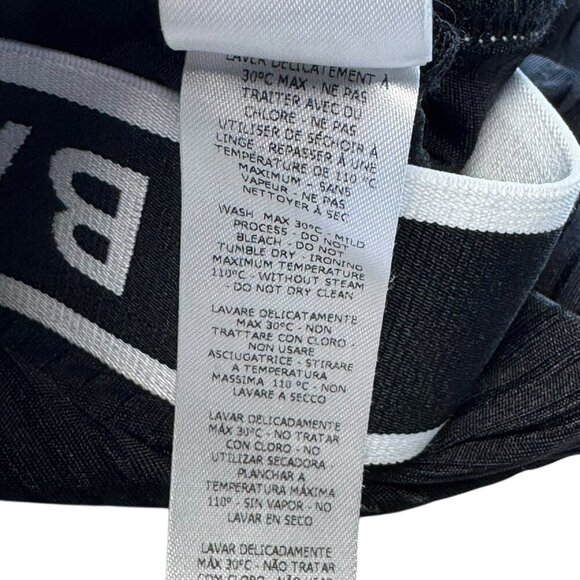 LAVER DÉLICATEMENT À
30°C MAX - NE PAS
TRAITER AVEC DU
CHLORE - NE PAS
UTILISER DE SÉCHOIR À
LINGE - REPASSER À UNE
TEMPÉRATURE DE 110 °C
MAXIMUM - SANS
VAPEUR - NE PAS
NETTOYER À SEC
WASH MAX 30°C - MILD
PROCESS - DO NOT
BLEACH - DO NOT
TUMBLE DRY - IRONING
MAXIMUM TEMPERATURE
110°C - WITHOUT STEAM
- DO NOT DRY CLEAN
LAVARE DELICATAMENTE
MAX 30°C - NON
TRATTARE CON CLORO -
NON USARE
ASCIUGATRICE - STIRARE
A TEMPERATURA
MASSIMA 110 °C - NON
LAVARE A SECCO
LAVAR DELICADAMENTE
MÁX 30°C - NO TRATAR
CON CLORO - NO
UTILIZAR SECADORA
PLANCHAR A
TEMPERATURA MÁXIMA
110° - SIN VAPOR - NO
LAVAR EN SECO
LAVAR DELICADAMENTE
MÁX 30°C - NÃO
B